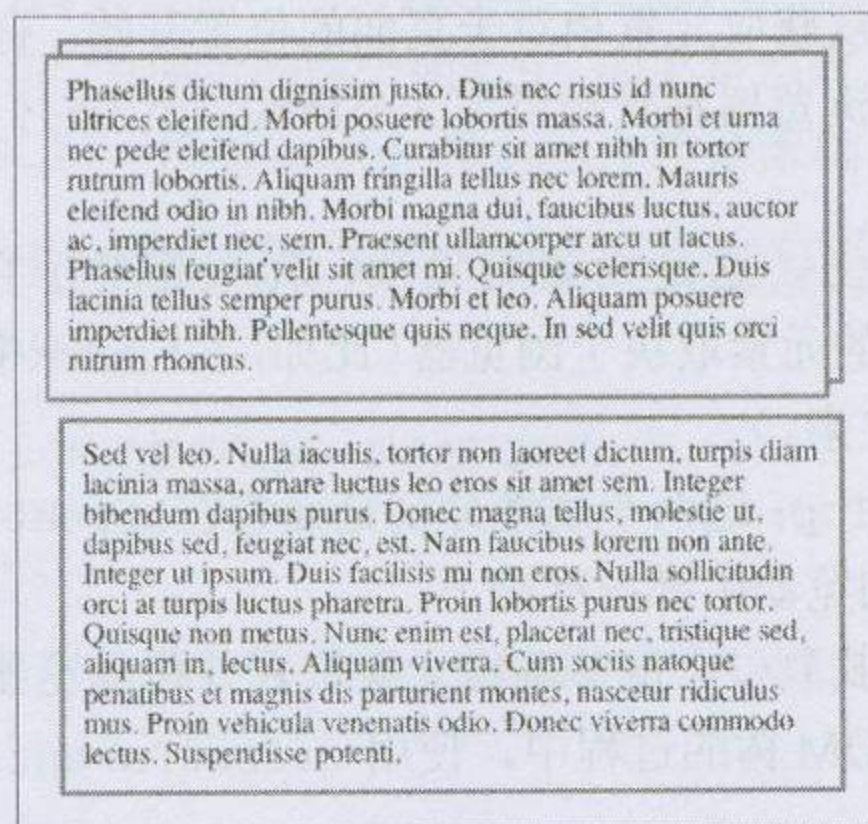 Phasellus dictum dignissim justo. Duis nec risus id nunc
ultrices eleifend. Morbi posuere lobortis massa. Morbi et urna
nec pede eleifend dapibus. Curabitur sit amet nibh in tortor
rutrum lobortis. Aliquam fringilla tellus nec lorem. Mauris
eleifend odio in nibh. Morbi magna dui, faucibus luctus, auctor
ac, imperdiet nec, sem. Praesent ullamcorper arcu ut lacus.
Phasellus feugiat velit sit amet mi. Quisque scelerisque. Duis
lacinia tellus semper purus. Morbi et leo. Aliquam posuere
imperdiet nibh. Pellentesque quis neque. In sed velit quis orci
rutrum rhoncus.
Sed vel leo. Nulla iaculis, tortor non laoreet dictum, turpis diam
lacinia massa, ornare luctus leo eros sit amet sem. Integer
bibendum dapibus purus. Donec magna tellus, molestie ut,
dapibus sed, feugiat nec, est. Nam faucibus lorem non ante.
Integer ut ipsum. Duis facilisis mi non eros. Nulla sollicitudin
orci at turpis luctus pharetra. Proin lobortis purus nec tortor.
Quisque non metus. Nunc enim est, placerat nec, tristique sed,
aliquam in, lectus. Aliquam viverra. Cum sociis natoque
penatibus et magnis dis parturient montes, nascetur ridiculus
mus. Proin vehicula venenatis odio. Donec viverra commodo
lectus. Suspendisse potenti.